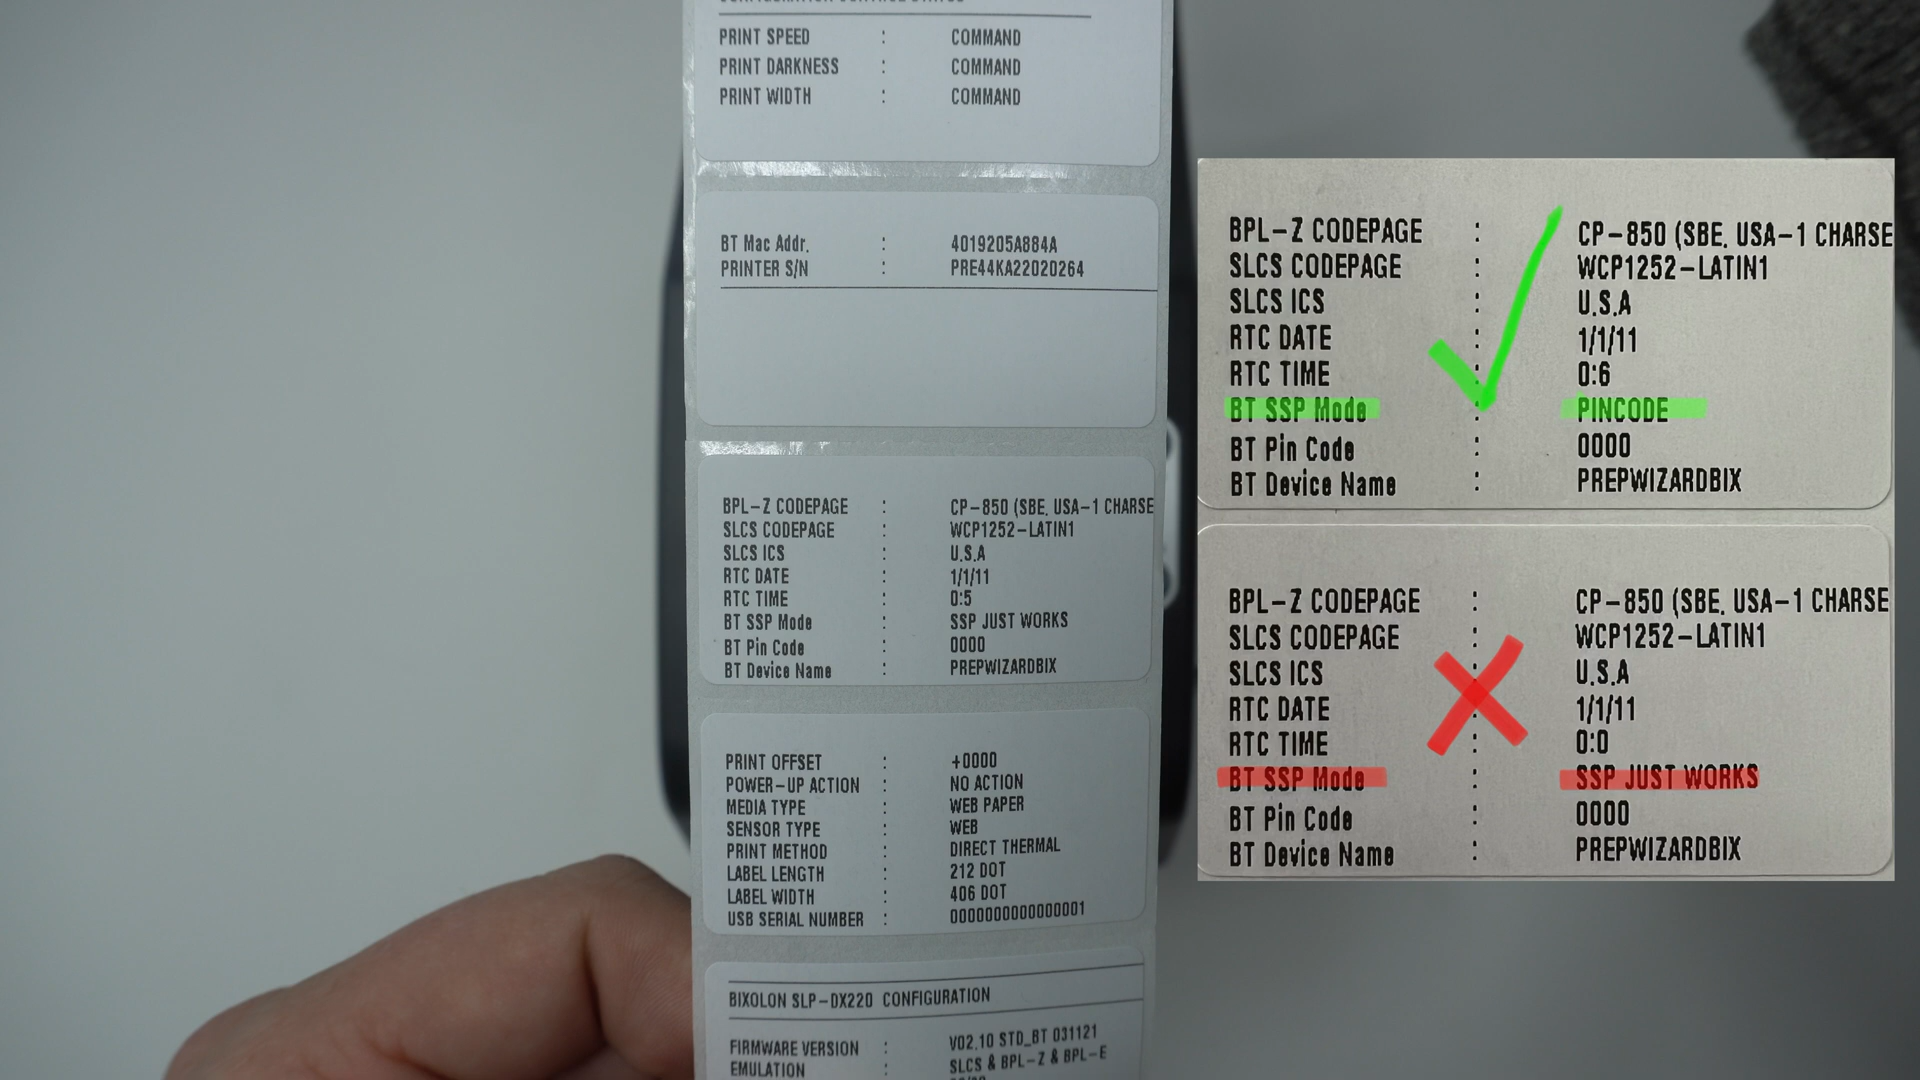 CONFIGURATION CONTROL STATUS
PRINT SPEED : COMMAND
PRINT DARKNESS : COMMAND
PRINT WIDTH : COMMAND
BT Mac Addr. : 4019205A884A
PRINTER S/N : PRE44KA22020264
BPL-Z CODEPAGE : CP-850 (SBE, USA-1 CHARSE
SLCS CODEPAGE : WCP1252-LATIN1
SLCS ICS : U.S.A
RTC DATE : 1/1/11
RTC TIME : 0:5
BT SSP Mode : SSP JUST WORKS
BT Pin Code : 0000
BT Device Name : PREPWIZARDBIX
PRINT OFFSET : +0000
POWER-UP ACTION : NO ACTION
MEDIA TYPE : WEB PAPER
SENSOR TYPE : WEB
PRINT METHOD : DIRECT THERMAL
LABEL LENGTH : 212 DOT
LABEL WIDTH : 406 DOT
USB SERIAL NUMBER : 0000000000000001
BIXOLON SLP-DX220 CONFIGURATION
FIRMWARE VERSION : V02.10 STD_BT 031121
EMULATION : SLCS & BPL-Z & BPL-E
BPL-Z CODEPAGE : CP-850 (SBE, USA-1 CHARSE
SLCS CODEPAGE : WCP1252-LATIN1
SLCS ICS : U.S.A
RTC DATE : 1/1/11
RTC TIME : 0:6
BT SSP Mode : PINCODE
BT Pin Code : 0000
BT Device Name : PREPWIZARDBIX
BPL-Z CODEPAGE : CP-850 (SBE, USA-1 CHARSE
SLCS CODEPAGE : WCP1252-LATIN1
SLCS ICS : U.S.A
RTC DATE : 1/1/11
RTC TIME : 0:0
BT SSP Mode : SSP JUST WORKS
BT Pin Code : 0000
BT Device Name : PREPWIZARDBIX